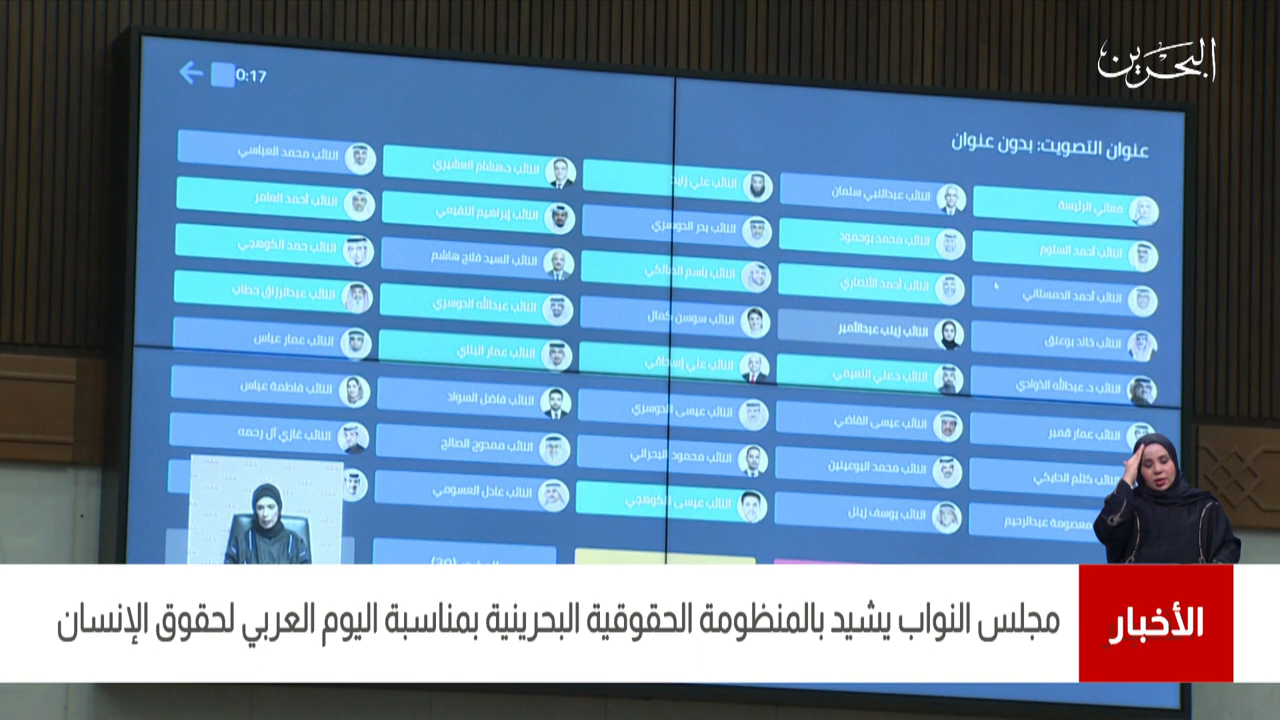 البحرين
0:17
عنوان التصويت: بدون عنوان
معالي الرئيسة
النائب عبدالنبي سلمان
النائب علي زايد
النائب د.هشام العشيري
النائب محمد العباسي
النائب أحمد السلوم
النائب محمد بوحمود
النائب بدر الدوسري
النائب إبراهيم النفيعي
النائب أحمد العامر
النائب أحمد الأنصاري
النائب باسم المالكي
النائب السيد فلاح هاشم
النائب حمد الكوهجي
النائب خالد بوعنق
النائب زينب عبدالأمير
النائب سوسن كمال
النائب عبدالله الدوسري
النائب عبدالرزاق حطاب
النائب د. عبدالله الذوادي
النائب د.علي النعيمي
النائب علي إسحاقي
النائب عمار البناي
النائب عمار عباس
النائب عمار قمبر
النائب عيسى القاضي
النائب عيسى الدوسري
النائب فاضل السواد
النائب فاطمة عباس
النائب كلثم الحايكي
النائب محمد البوعينين
النائب محمود البحراني
النائب ممدوح الصالح
النائب غازي آل رحمه
معصومة عبدالرحيم
النائب يوسف زينل
النائب عيسى الكوهجي
النائب عادل العسومي
الأخبار
مجلس النواب يشيد بالمنظومة الحقوقية البحرينية بمناسبة اليوم العربي لحقوق الإنسان